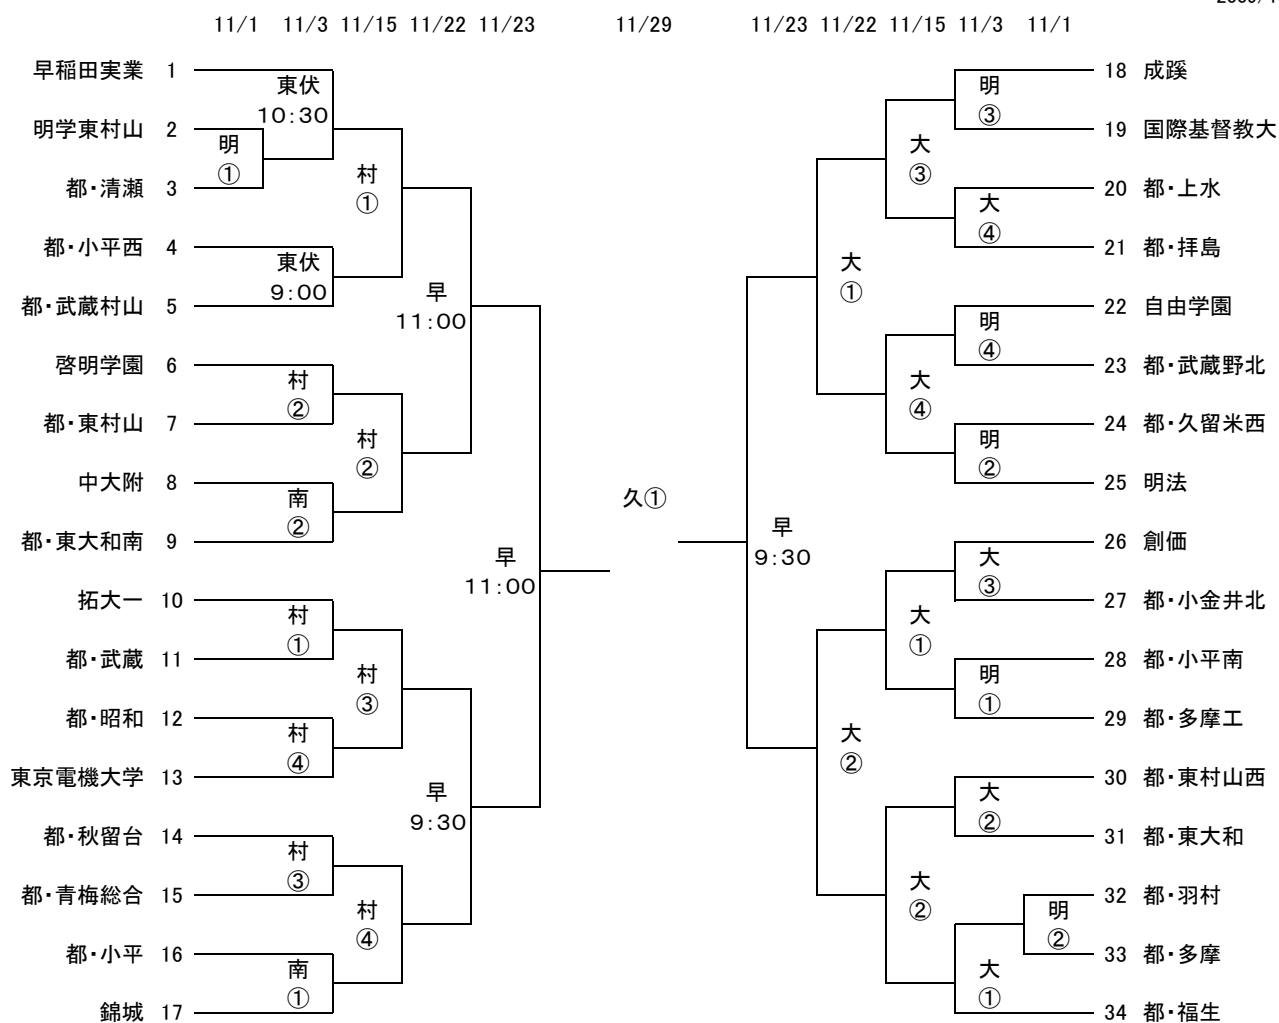 11/1 11/3 11/15 11/22 11/23 11/29 11/23 11/22 11/15 11/3 11/1
早稲田実業 1
東伏
10:30
明学東村山 2
明
①
都・清瀬 3
村
①
都・小平西 4
東伏
9:00
都・武蔵村山 5
早
11:00
啓明学園 6
村
②
都・東村山 7
村
②
中大附 8
南
②
都・東大和南 9
早
11:00
拓大一 10
村
①
都・武蔵 11
村
③
都・昭和 12
村
④
東京電機大学 13
早
9:30
都・秋留台 14
村
③
都・青梅総合 15
村
④
都・小平 16
南
①
錦城 17
久①
18 成蹊
明
③
19 国際基督教大
大
③
20 都・上水
大
④
21 都・拝島
大
①
22 自由学園
明
④
23 都・武蔵野北
大
④
24 都・久留米西
明
②
25 明法
早
9:30
26 創価
大
③
27 都・小金井北
大
①
28 都・小平南
明
①
29 都・多摩工
大
②
30 都・東村山西
大
②
31 都・東大和
大
②
32 都・羽村
明
②
33 都・多摩
大
①
34 都・福生